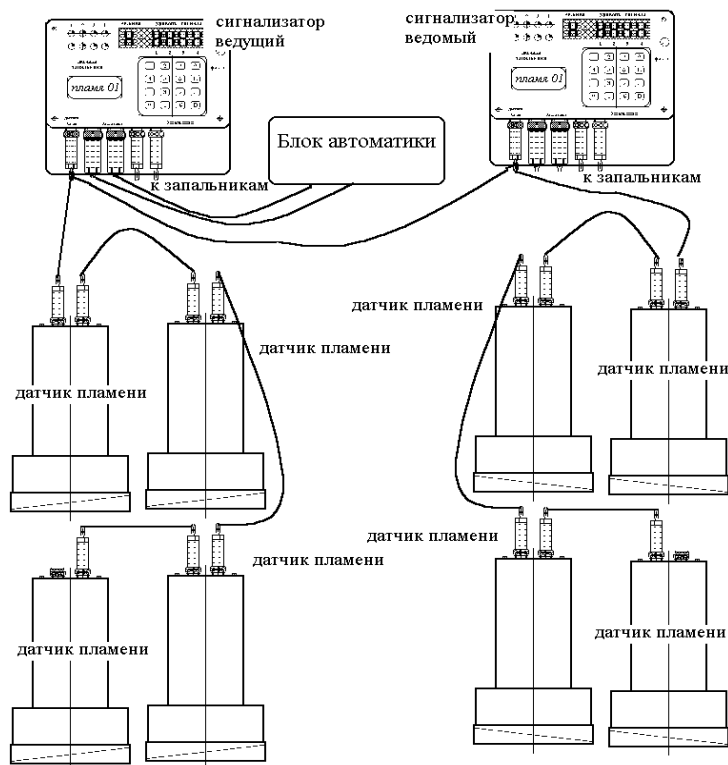 сигнализатор
ведущий
сигнализатор
ведомый
пламя 01
пламя 01
Блок автоматики
к запальникам
к запальникам
датчик пламени
датчик пламени
датчик пламени
датчик пламени
датчик пламени
датчик пламени
датчик пламени
датчик пламени